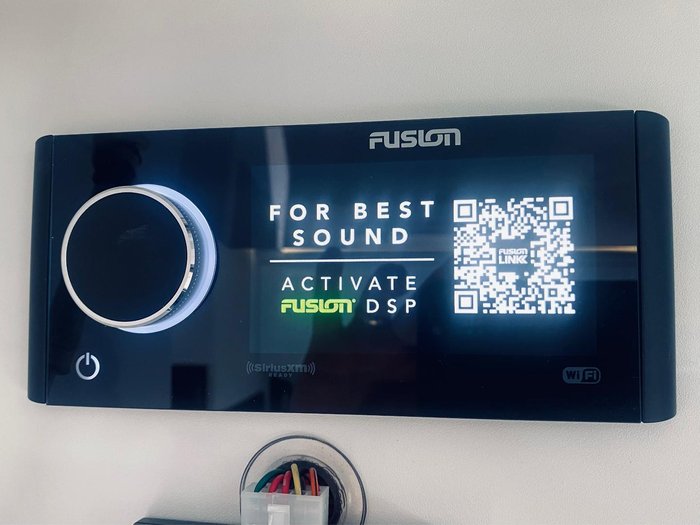 FUSION
FOR BEST
SOUND
ACTIVATE
FUSION® DSP
FUSION
LINK
((SiriusXM))
READY
WiFi